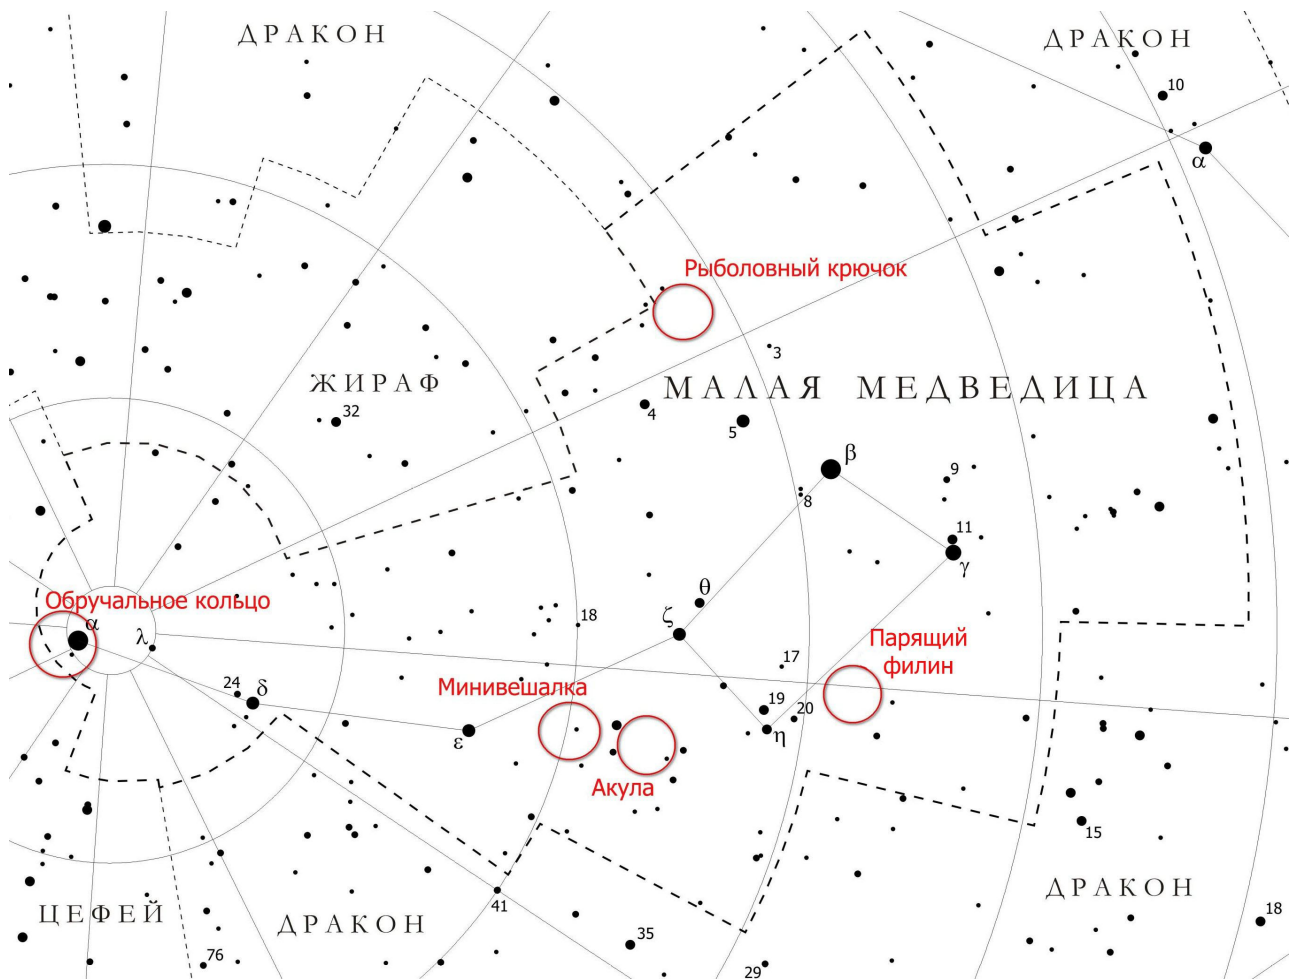 ДРАКОН
ДРАКОН
10
α
Рыболовный крючок
3
ЖИРАФ
МАЛАЯ МЕДВЕДИЦА
32
4
5
β
9
8
11
γ
Обручальное кольцо
α
λ
θ
ζ
18
Парящий
филин
17
24
δ
Минивешалка
19
20
ε
η
Акула
15
ЦЕФЕЙ
ДРАКОН
ДРАКОН
41
18
35
76
29